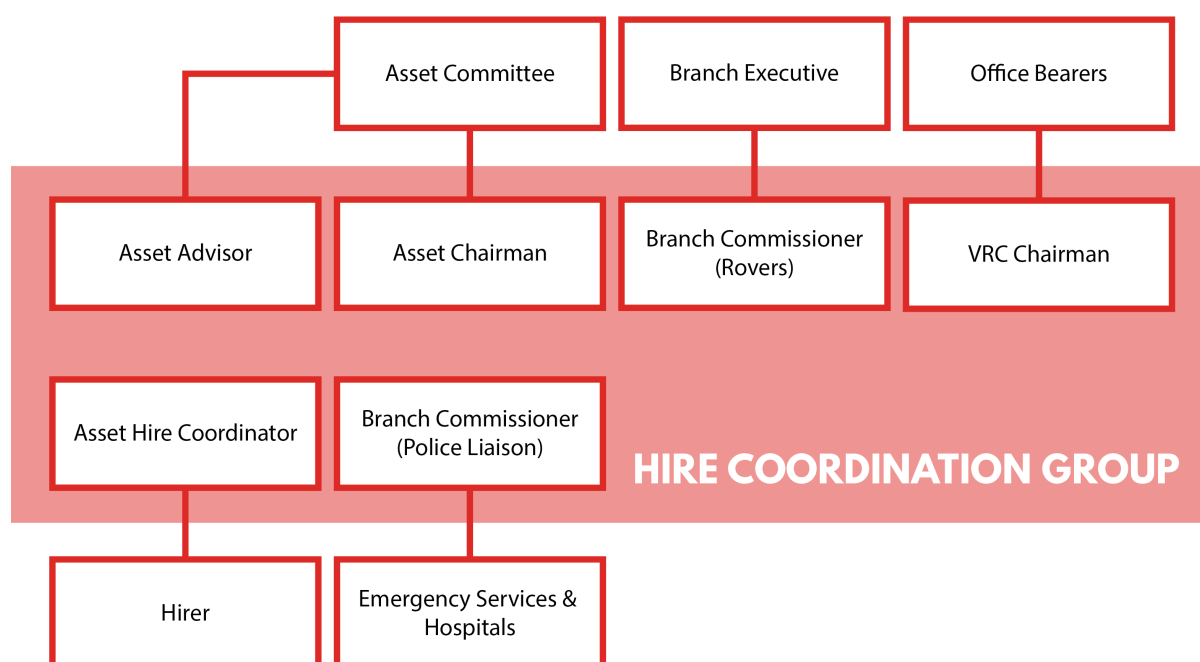 Asset Committee
Branch Executive
Office Bearers
Asset Advisor
Asset Chairman
Branch Commissioner
(Rovers)
VRC Chairman
Asset Hire Coordinator
Branch Commissioner
(Police Liaison)
HIRE COORDINATION GROUP
Hirer
Emergency Services &
Hospitals